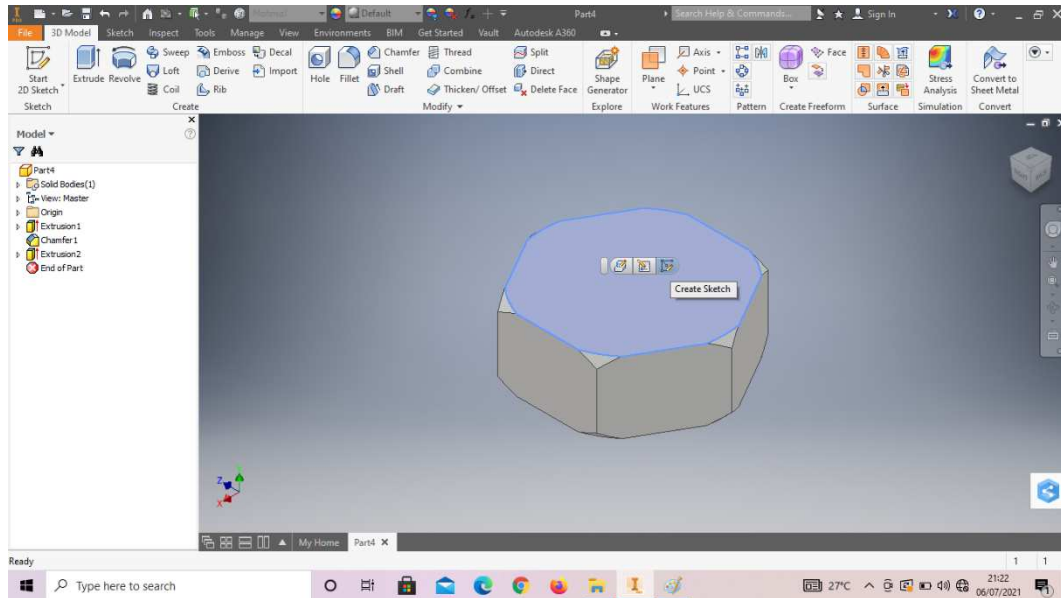 Material
Default
Part4
Search Help & Commands...
Sign In
File 3D Model Sketch Inspect Tools Manage View Environments BIM Get Started Vault Autodesk A360
Start
2D Sketch
Sketch
Extrude Revolve
Sweep Emboss Decal
Loft Derive Import
Coil Rib
Create
Hole Fillet
Chamfer Thread Split
Shell Combine Direct
Draft Thicken/ Offset Delete Face
Modify
Shape
Generator
Explore
Plane
Axis
Point
UCS
Work Features
Pattern
Box
Face
Create Freeform
Surface
Stress
Analysis
Simulation
Convert to
Sheet Metal
Convert
Model
Part4
Solid Bodies(1)
View: Master
Origin
Extrusion1
Chamfer1
Extrusion2
End of Part
Create Sketch
Z
X
My Home Part4
Ready
1 1
Type here to search
27°C
21:22
06/07/2021